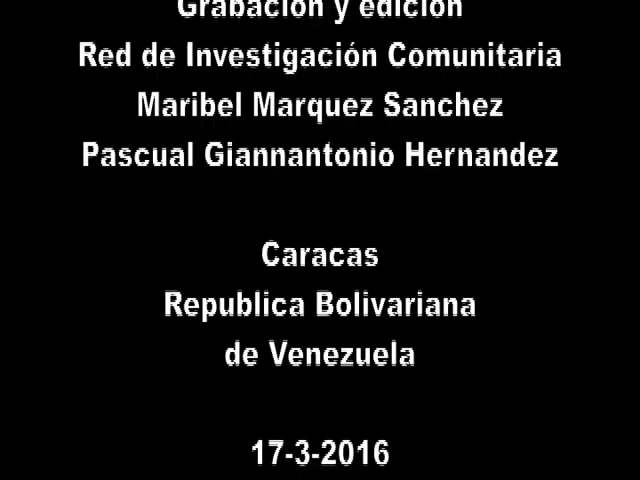 Grabación y edición
Red de Investigación Comunitaria
Maribel Marquez Sanchez
Pascual Giannantonio Hernandez
Caracas
Republica Bolivariana
de Venezuela
17-3-2016